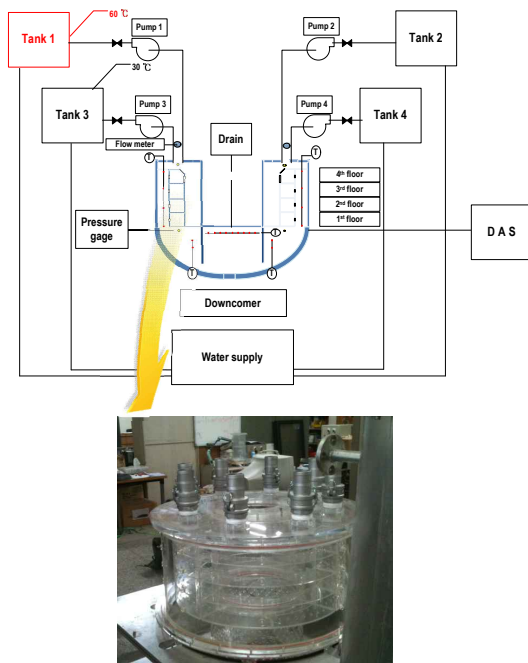 60 ℃
Tank 1
Pump 1
Pump 2
Tank 2
30 ℃
Tank 3
Pump 3
Pump 4
Tank 4
Flow meter
Drain
T
T
4th floor
3rd floor
2nd floor
1st floor
Pressure
gage
T
D A S
T
T
Downcomer
Water supply